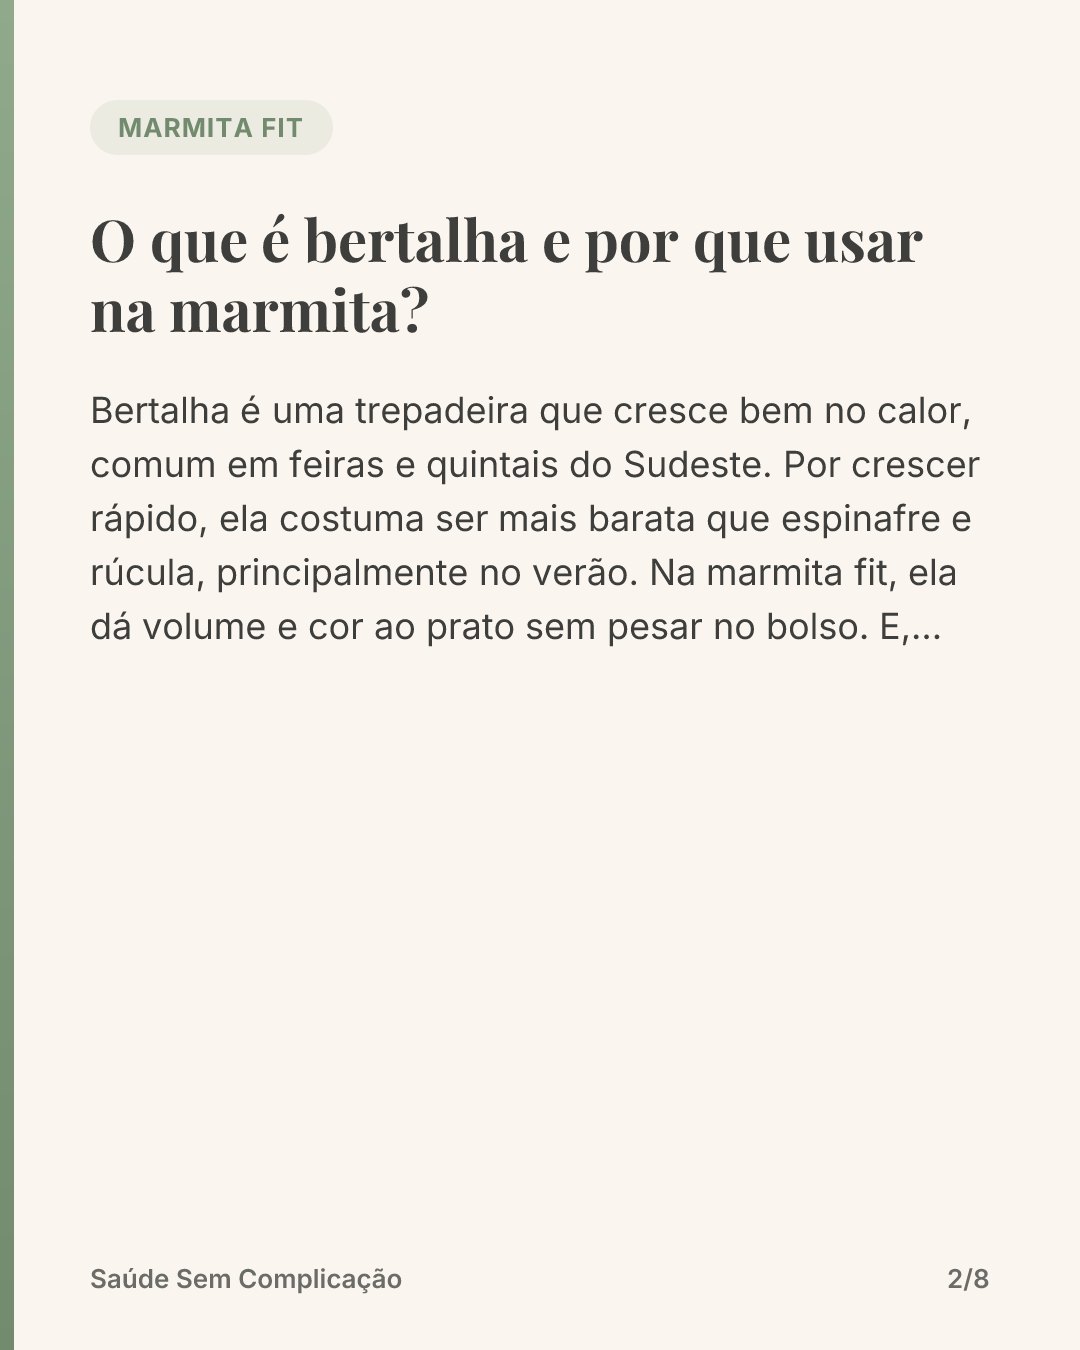 MARMITA FIT
O que é bertalha e por que usar
na marmita?
Bertalha é uma trepadeira que cresce bem no calor,
comum em feiras e quintais do Sudeste. Por crescer
rápido, ela costuma ser mais barata que espinafre e
rúcula, principalmente no verão. Na marmita fit, ela
dá volume e cor ao prato sem pesar no bolso. E,...
Saúde Sem Complicação
2/8